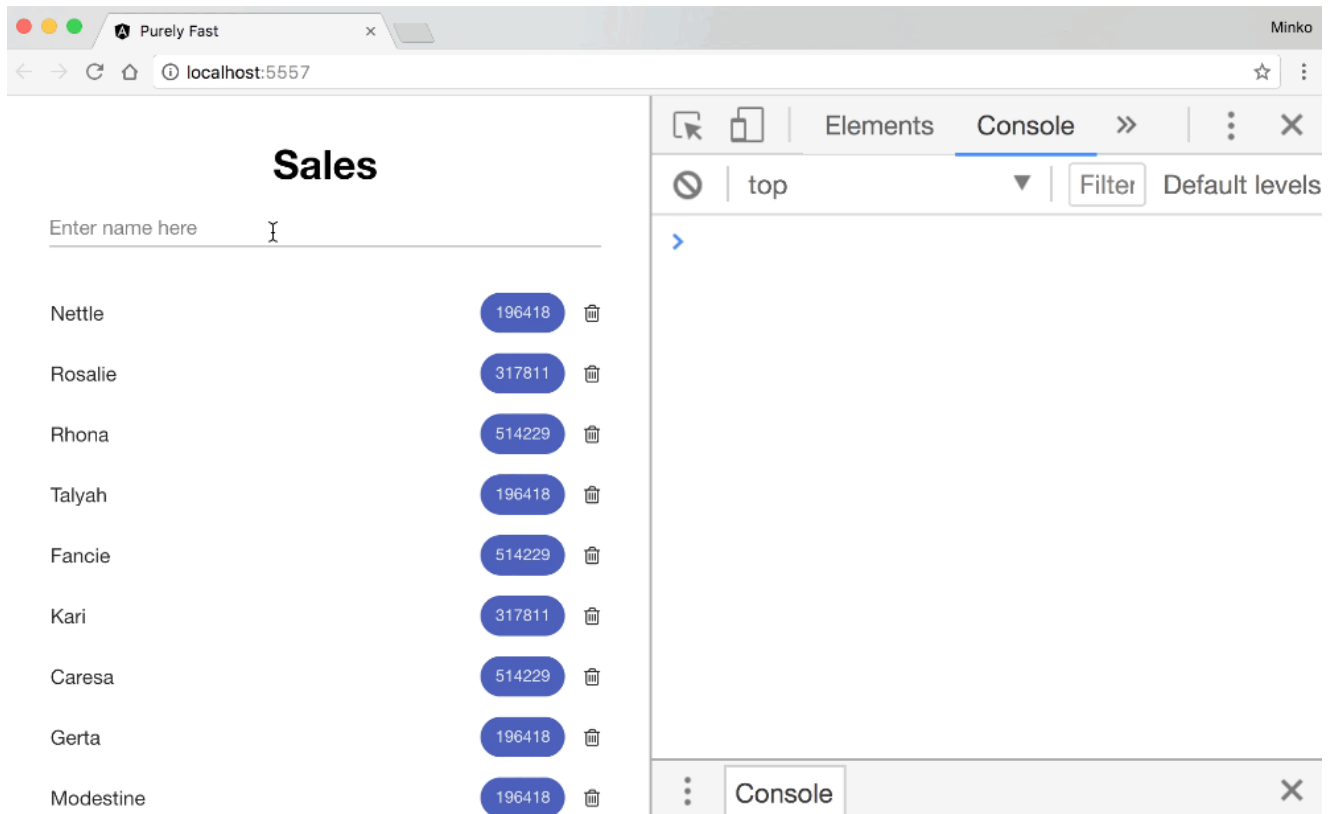 Purely Fast
Minko
localhost:5557
Elements Console
Sales
top Filter Default levels
Enter name here
Nettle 196418
Rosalie 317811
Rhona 514229
Talyah 196418
Fancie 514229
Kari 317811
Caresa 514229
Gerta 196418
Modestine 196418
Console